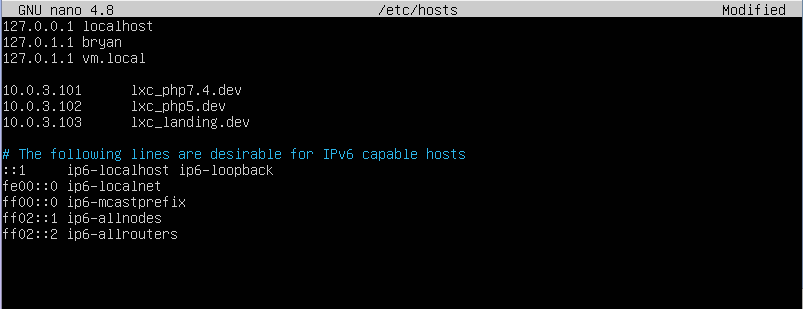 GNU nano 4.8 /etc/hosts Modified
127.0.0.1 localhost
127.0.1.1 bryan
127.0.1.1 vm.local
10.0.3.101 lxc_php7.4.dev
10.0.3.102 lxc_php5.dev
10.0.3.103 lxc_landing.dev
# The following lines are desirable for IPv6 capable hosts
::1 ip6-localhost ip6-loopback
fe00::0 ip6-localnet
ff00::0 ip6-mcastprefix
ff02::1 ip6-allnodes
ff02::2 ip6-allrouters